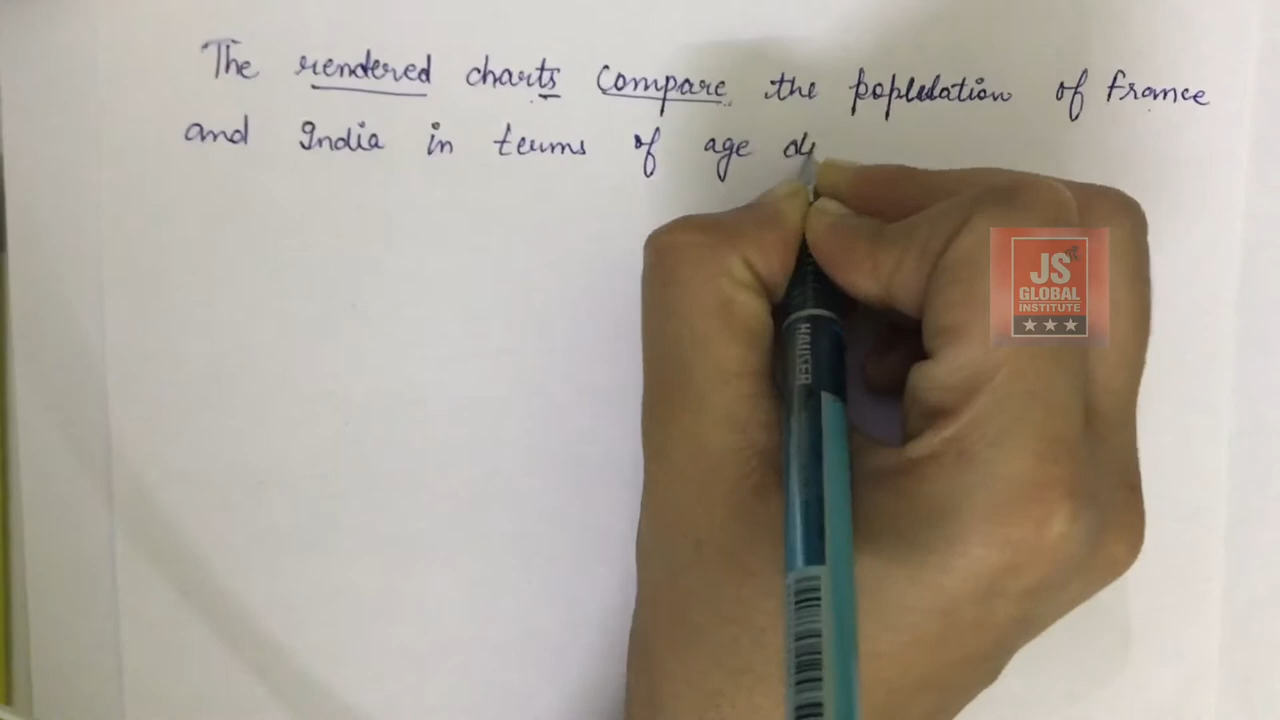 The rendered charts compare the poplulation of France
and India in terms of age
HAUSER
JS
GLOBAL
INSTITUTE